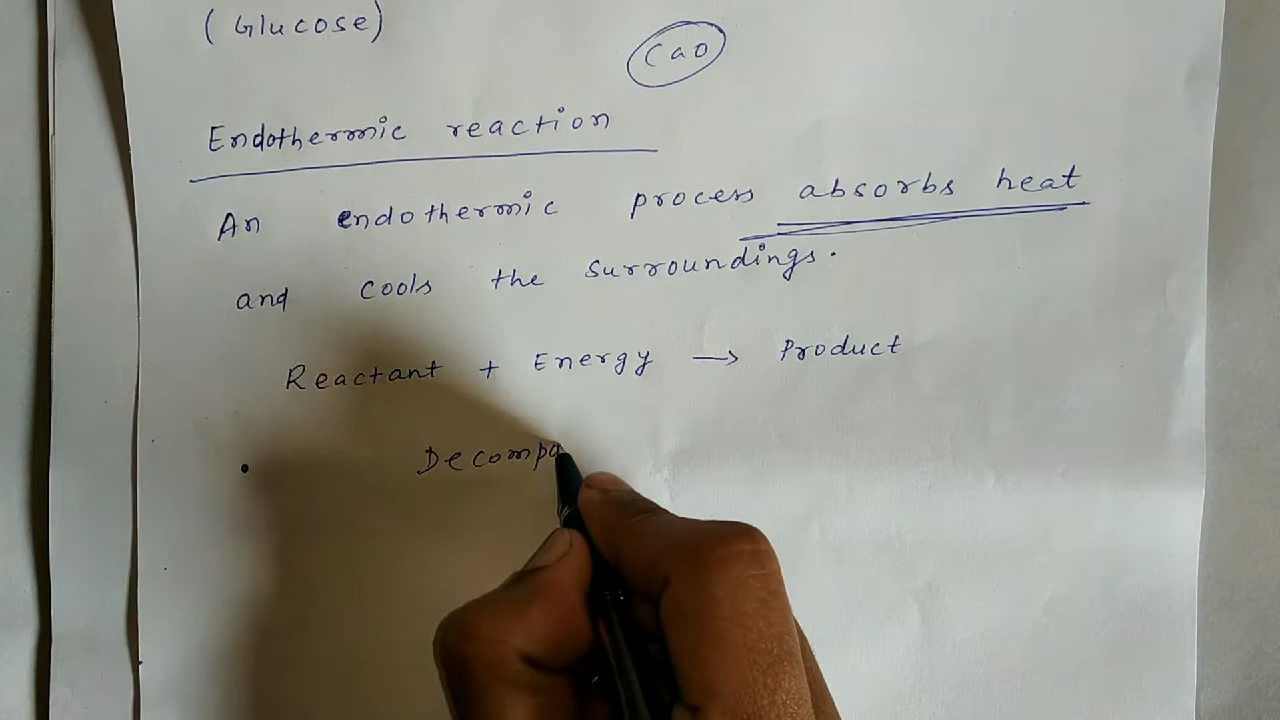 (Glucose)
CaO
Endothermic reaction
An endothermic process absorbs heat
and cools the surroundings.
Reactant + Energy → Product
• Decompo